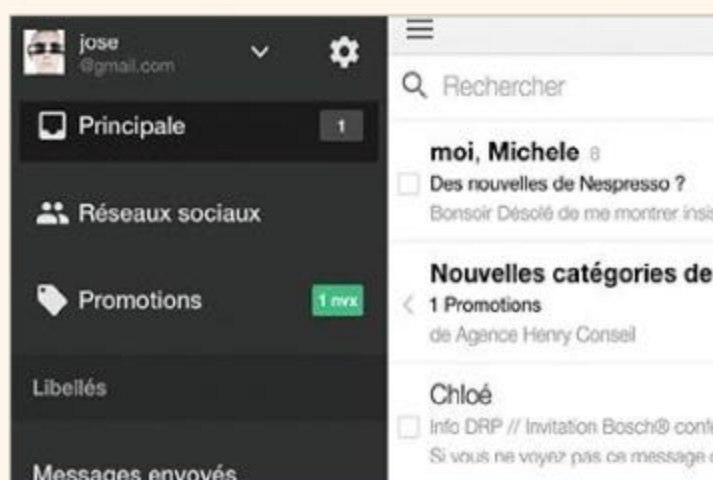 jose
@gmail.com
Principale
1
Réseaux sociaux
Promotions
1 nvx
Libellés
Messages envoyés
Rechercher
moi, Michele 8
Des nouvelles de Nespresso ?
Bonsoir Désolé de me montrer
Nouvelles catégories de
1 Promotions
de Agence Henry Conseil
Chloé
Info DRP // Invitation Bosch®
Si vous ne voyez pas ce message